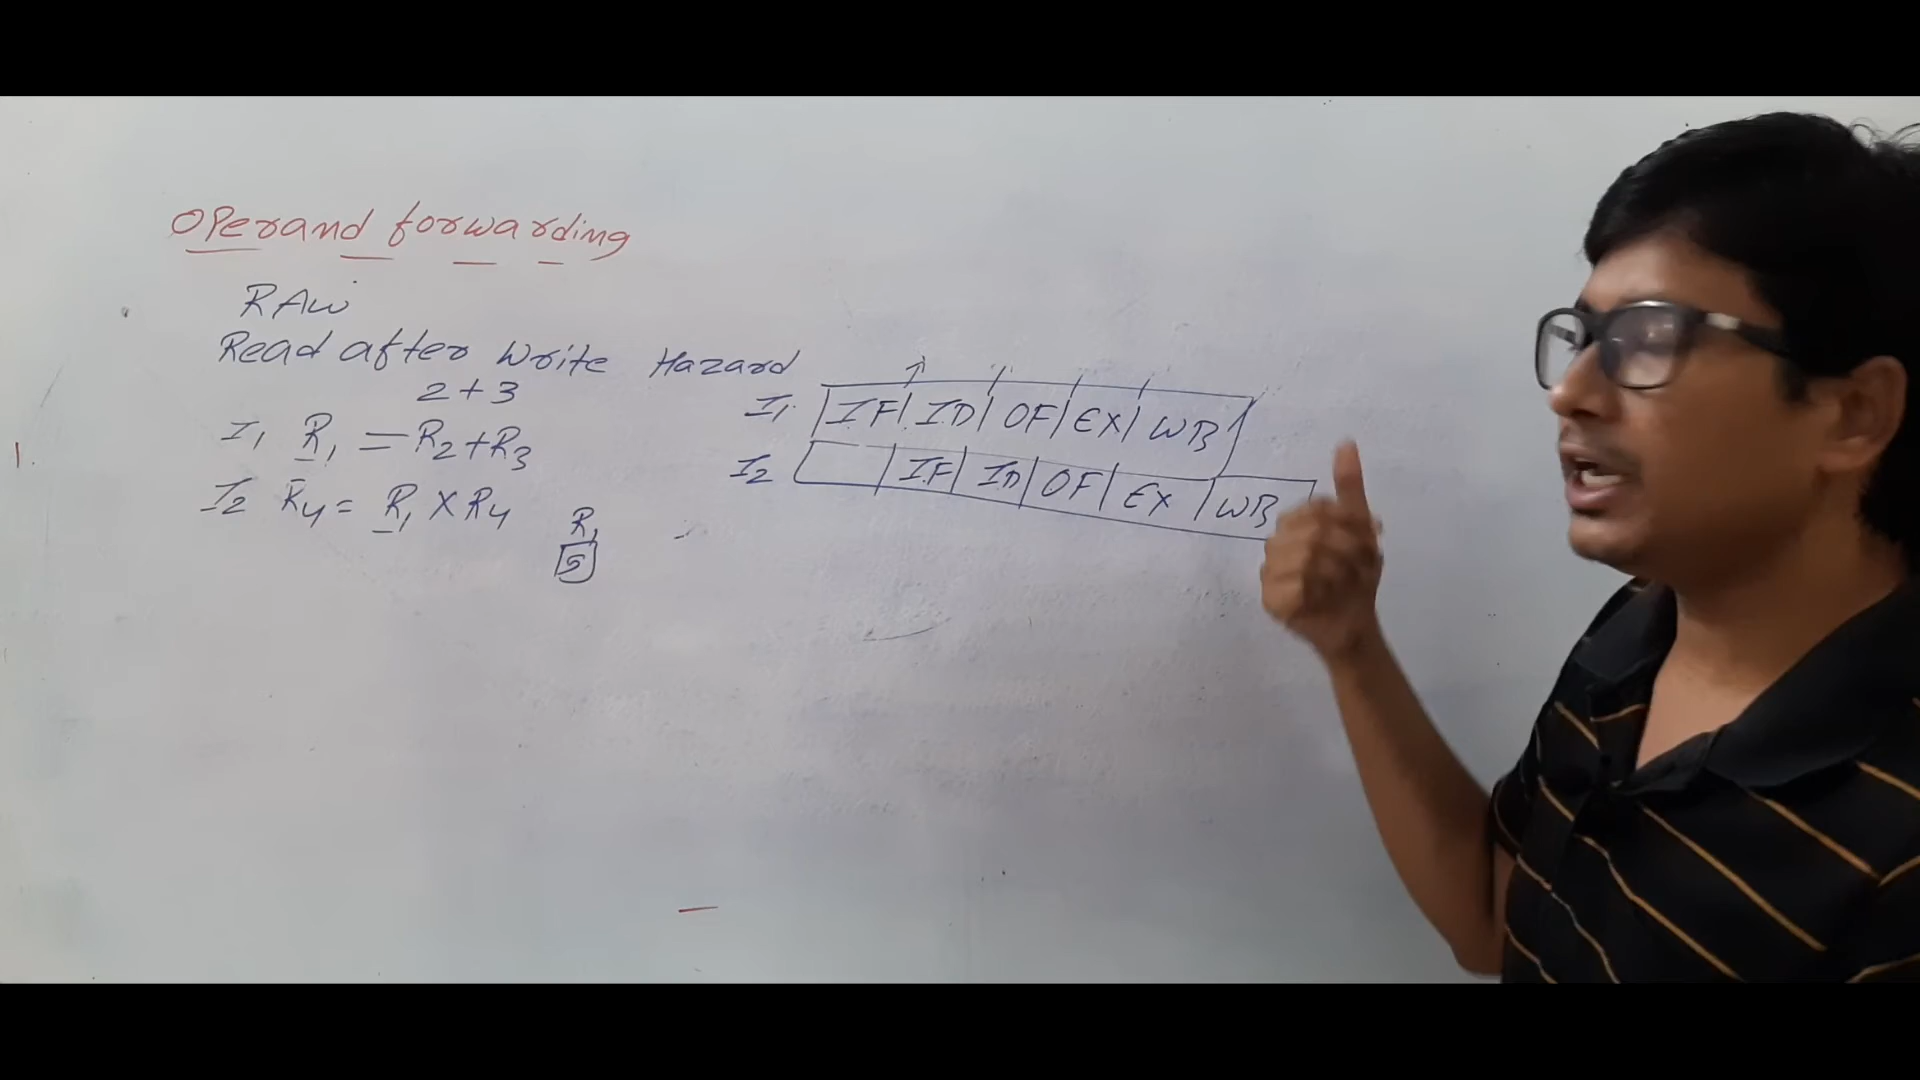 Operand forwarding
RAW
Read after Write Hazard
2+3
I1 R1 = R2+R3
I2 R4 = R1 X R4
R1
5
I1 IF ID OF EX WB
I2 IF ID OF EX WB